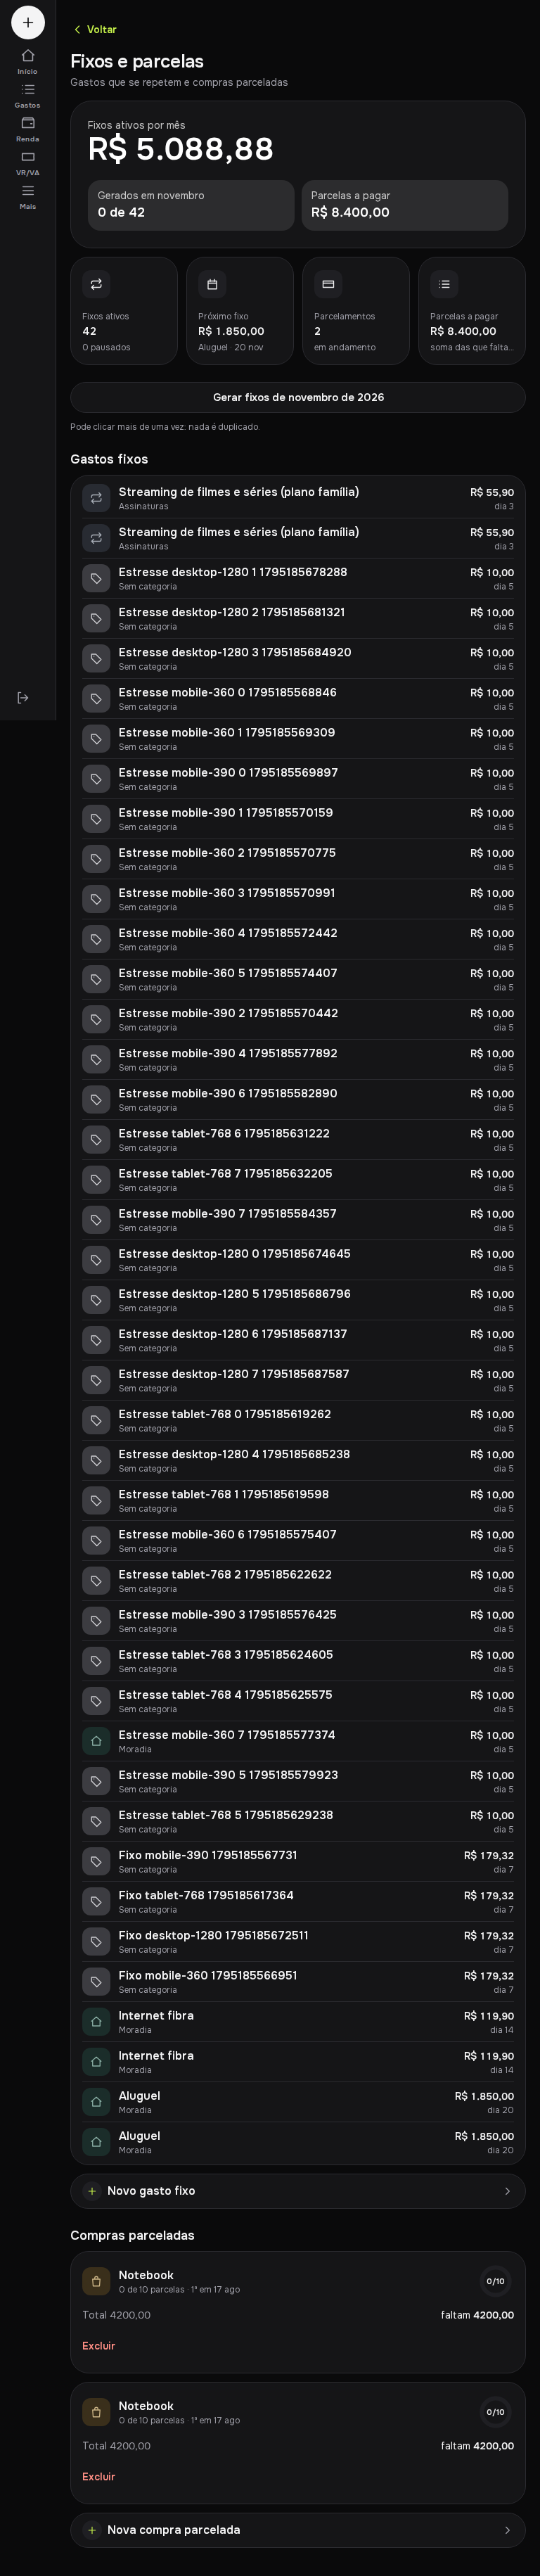 Voltar
Início
Gastos
Renda
VR/VA
Mais
Fixos e parcelas
Gastos que se repetem e compras parceladas
Fixos ativos por mês
R$ 5.088,88
Gerados em novembro
0 de 42
Parcelas a pagar
R$ 8.400,00
Fixos ativos
42
0 pausados
Próximo fixo
R$ 1.850,00
Aluguel · 20 nov
Parcelamentos
2
em andamento
Parcelas a pagar
R$ 8.400,00
soma das que falta...
Gerar fixos de novembro de 2026
Pode clicar mais de uma vez: nada é duplicado.
Gastos fixos
Streaming de filmes e séries (plano família) R$ 55,90
Assinaturas dia 3
Streaming de filmes e séries (plano família) R$ 55,90
Assinaturas dia 3
Estresse desktop-1280 1 1795185678288 R$ 10,00
Sem categoria dia 5
Estresse desktop-1280 2 1795185681321 R$ 10,00
Sem categoria dia 5
Estresse desktop-1280 3 1795185684920 R$ 10,00
Sem categoria dia 5
Estresse mobile-360 0 1795185568846 R$ 10,00
Sem categoria dia 5
Estresse mobile-360 1 1795185569309 R$ 10,00
Sem categoria dia 5
Estresse mobile-390 0 1795185569897 R$ 10,00
Sem categoria dia 5
Estresse mobile-390 1 1795185570159 R$ 10,00
Sem categoria dia 5
Estresse mobile-360 2 1795185570775 R$ 10,00
Sem categoria dia 5
Estresse mobile-360 3 1795185570991 R$ 10,00
Sem categoria dia 5
Estresse mobile-360 4 1795185572442 R$ 10,00
Sem categoria dia 5
Estresse mobile-360 5 1795185574407 R$ 10,00
Sem categoria dia 5
Estresse mobile-390 2 1795185570442 R$ 10,00
Sem categoria dia 5
Estresse mobile-390 4 1795185577892 R$ 10,00
Sem categoria dia 5
Estresse mobile-390 6 1795185582890 R$ 10,00
Sem categoria dia 5
Estresse tablet-768 6 1795185631222 R$ 10,00
Sem categoria dia 5
Estresse tablet-768 7 1795185632205 R$ 10,00
Sem categoria dia 5
Estresse mobile-390 7 1795185584357 R$ 10,00
Sem categoria dia 5
Estresse desktop-1280 0 1795185674645 R$ 10,00
Sem categoria dia 5
Estresse desktop-1280 5 1795185686796 R$ 10,00
Sem categoria dia 5
Estresse desktop-1280 6 1795185687137 R$ 10,00
Sem categoria dia 5
Estresse desktop-1280 7 1795185687587 R$ 10,00
Sem categoria dia 5
Estresse tablet-768 0 1795185619262 R$ 10,00
Sem categoria dia 5
Estresse desktop-1280 4 1795185685238 R$ 10,00
Sem categoria dia 5
Estresse tablet-768 1 1795185619598 R$ 10,00
Sem categoria dia 5
Estresse mobile-360 6 1795185575407 R$ 10,00
Sem categoria dia 5
Estresse tablet-768 2 1795185622622 R$ 10,00
Sem categoria dia 5
Estresse mobile-390 3 1795185576425 R$ 10,00
Sem categoria dia 5
Estresse tablet-768 3 1795185624605 R$ 10,00
Sem categoria dia 5
Estresse tablet-768 4 1795185625575 R$ 10,00
Sem categoria dia 5
Estresse mobile-360 7 1795185577374 R$ 10,00
Moradia dia 5
Estresse mobile-390 5 1795185579923 R$ 10,00
Sem categoria dia 5
Estresse tablet-768 5 1795185629238 R$ 10,00
Sem categoria dia 5
Fixo mobile-390 1795185567731 R$ 179,32
Sem categoria dia 7
Fixo tablet-768 1795185617364 R$ 179,32
Sem categoria dia 7
Fixo desktop-1280 1795185672511 R$ 179,32
Sem categoria dia 7
Fixo mobile-360 1795185566951 R$ 179,32
Sem categoria dia 7
Internet fibra R$ 119,90
Moradia dia 14
Internet fibra R$ 119,90
Moradia dia 14
Aluguel R$ 1.850,00
Moradia dia 20
Aluguel R$ 1.850,00
Moradia dia 20
Novo gasto fixo
Compras parceladas
Notebook
0 de 10 parcelas · 1ª em 17 ago
0/10
Total 4200,00 faltam 4200,00
Excluir
Notebook
0 de 10 parcelas · 1ª em 17 ago
0/10
Total 4200,00 faltam 4200,00
Excluir
Nova compra parcelada